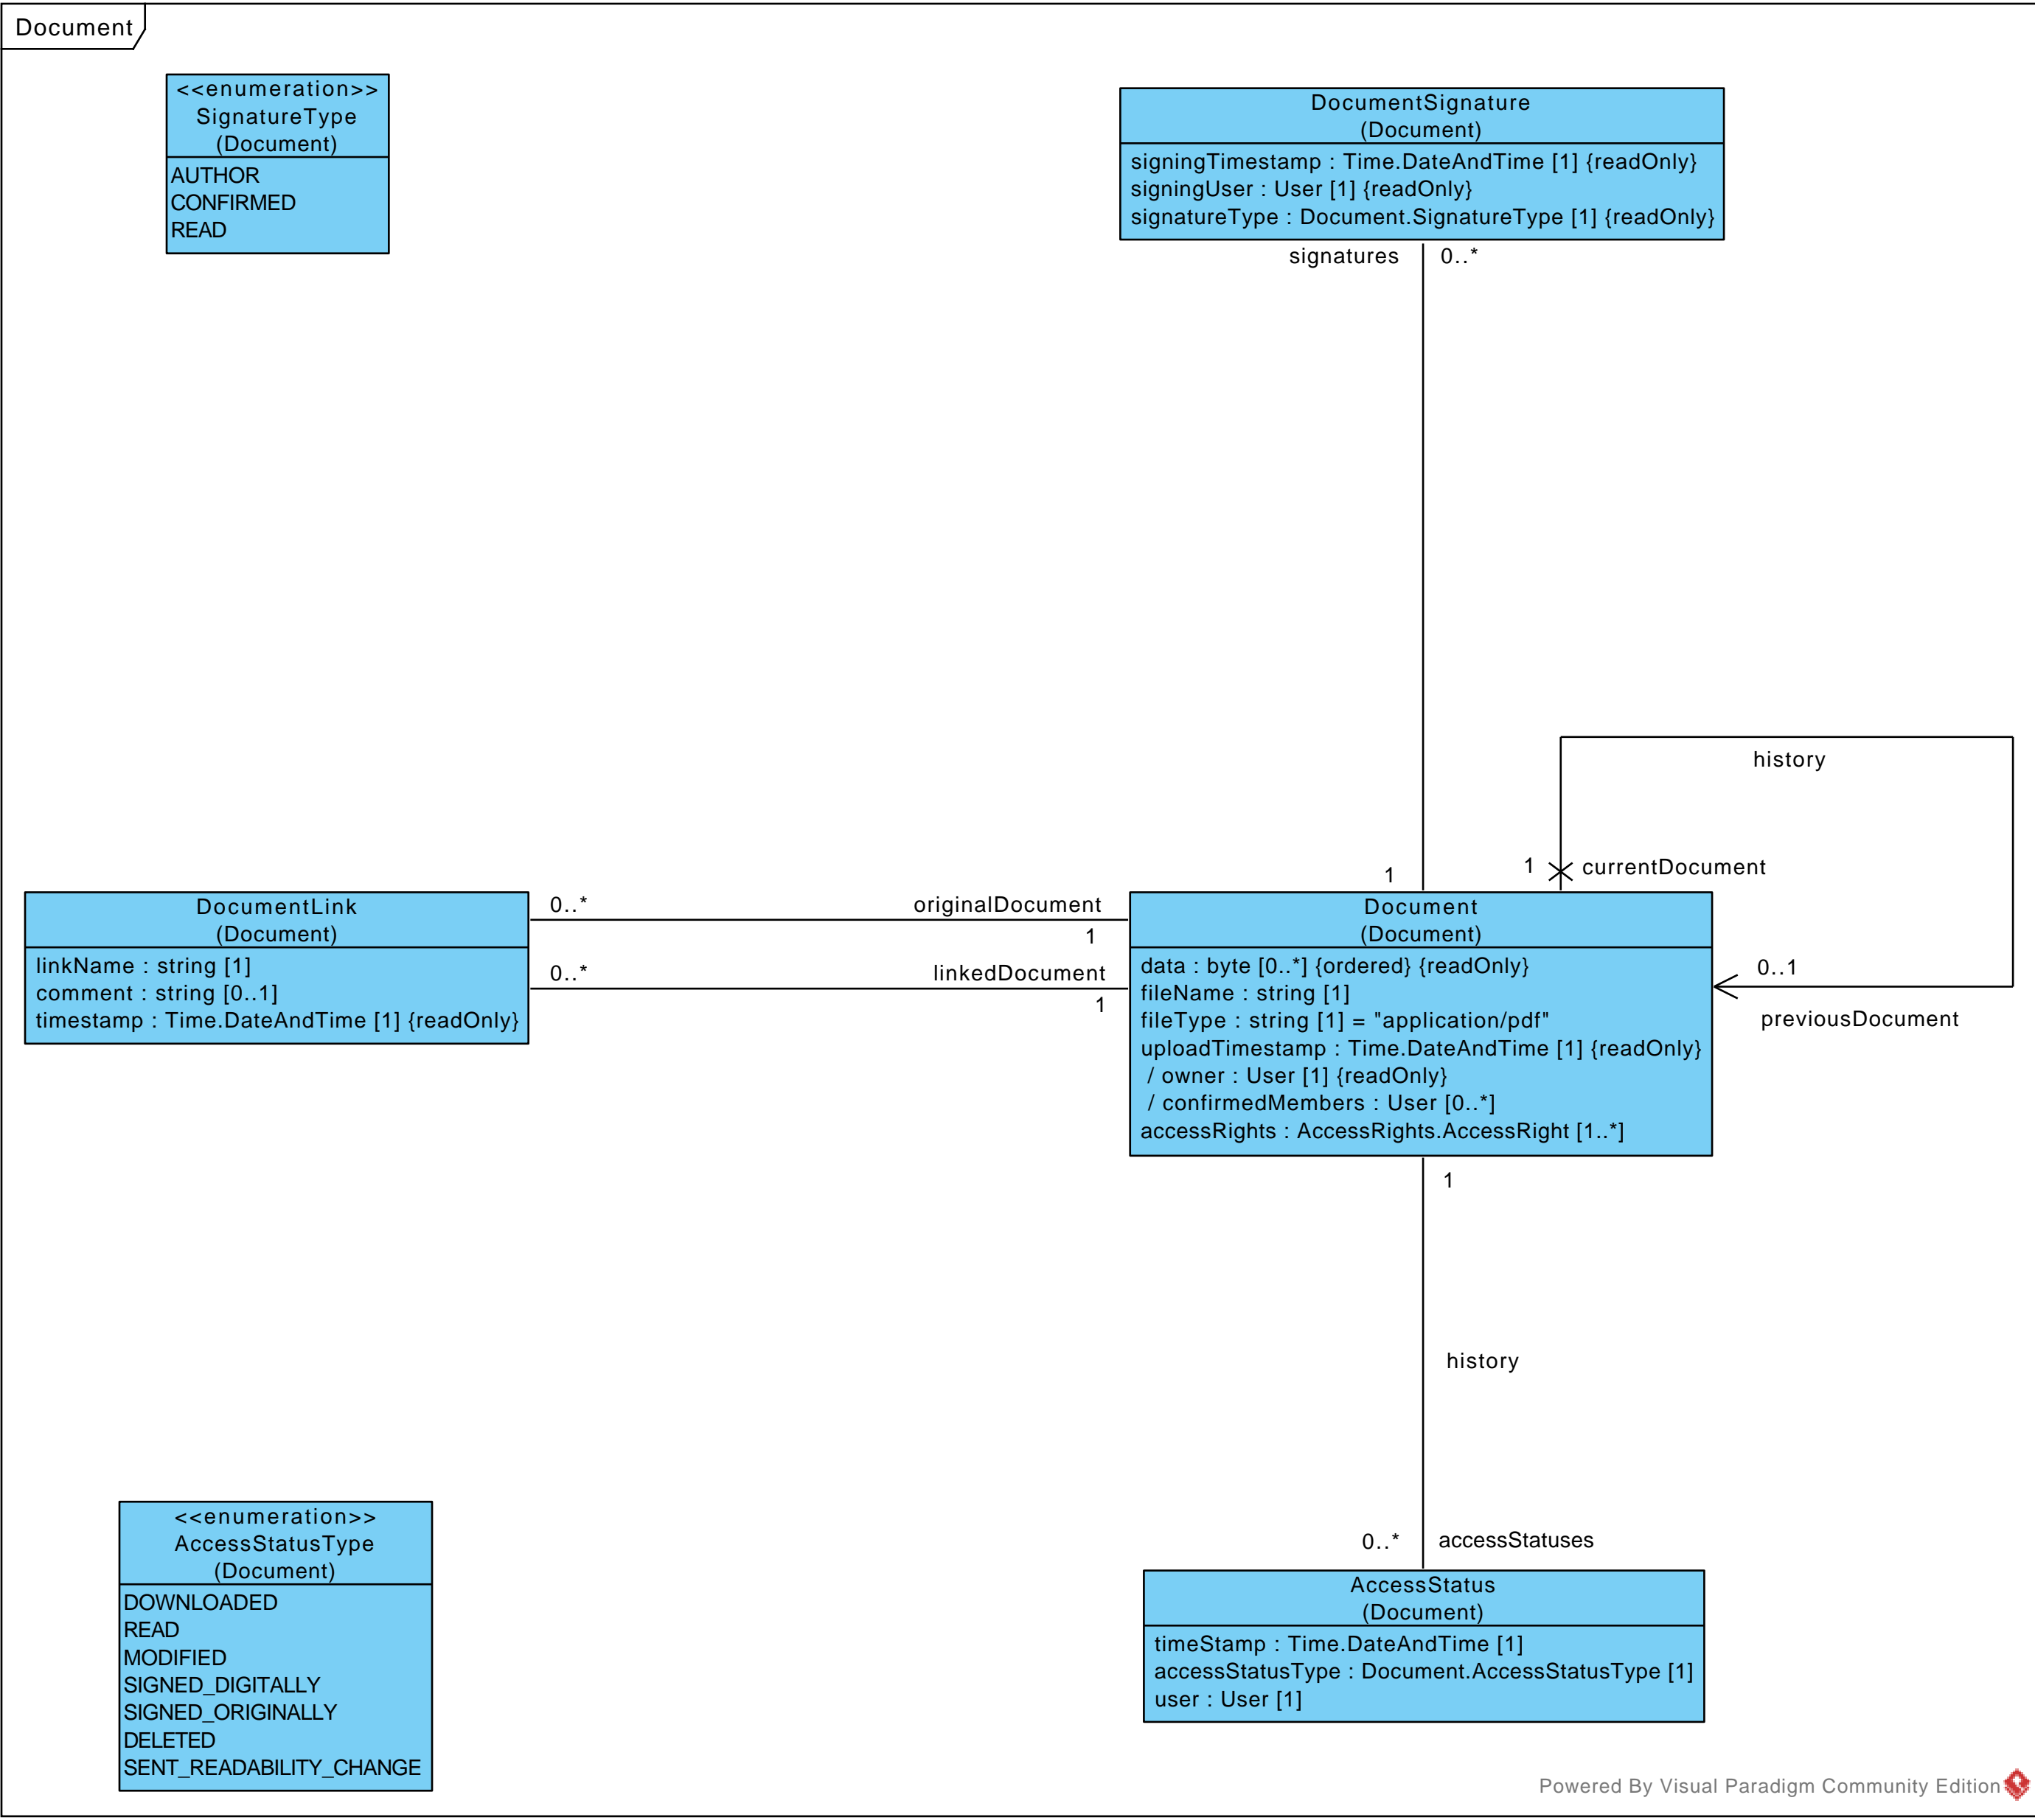 Document
<<enumeration>>
SignatureType
(Document)
AUTHOR
CONFIRMED
READ
DocumentSignature
(Document)
signingTimestamp : Time.DateAndTime [1] {readOnly}
signingUser : User [1] {readOnly}
signatureType : Document.SignatureType [1] {readOnly}
signatures
0..*
history
1
1
currentDocument
DocumentLink
(Document)
linkName : string [1]
comment : string [0..1]
timestamp : Time.DateAndTime [1] {readOnly}
0..*
originalDocument
1
0..*
linkedDocument
1
Document
(Document)
data : byte [0..*] {ordered} {readOnly}
fileName : string [1]
fileType : string [1] = "application/pdf"
uploadTimestamp : Time.DateAndTime [1] {readOnly}
/ owner : User [1] {readOnly}
/ confirmedMembers : User [0..*]
accessRights : AccessRights.AccessRight [1..*]
0..1
previousDocument
1
history
0..*
accessStatuses
<<enumeration>>
AccessStatusType
(Document)
DOWNLOADED
READ
MODIFIED
SIGNED_DIGITALLY
SIGNED_ORIGINALLY
DELETED
SENT_READABILITY_CHANGE
AccessStatus
(Document)
timeStamp : Time.DateAndTime [1]
accessStatusType : Document.AccessStatusType [1]
user : User [1]
Powered By Visual Paradigm Community Edition